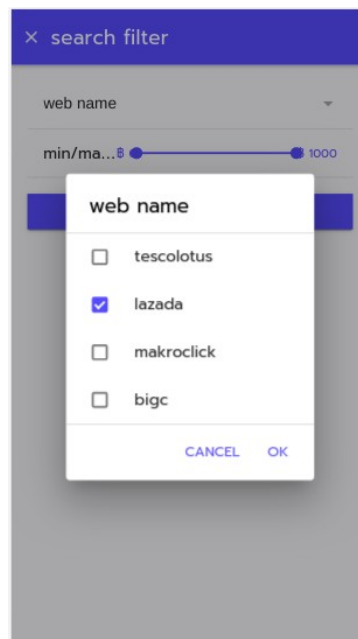 × search filter
web name
min/ma...฿ ฿ 1000
web name
tescolotus
lazada
makroclick
bigc
CANCEL OK